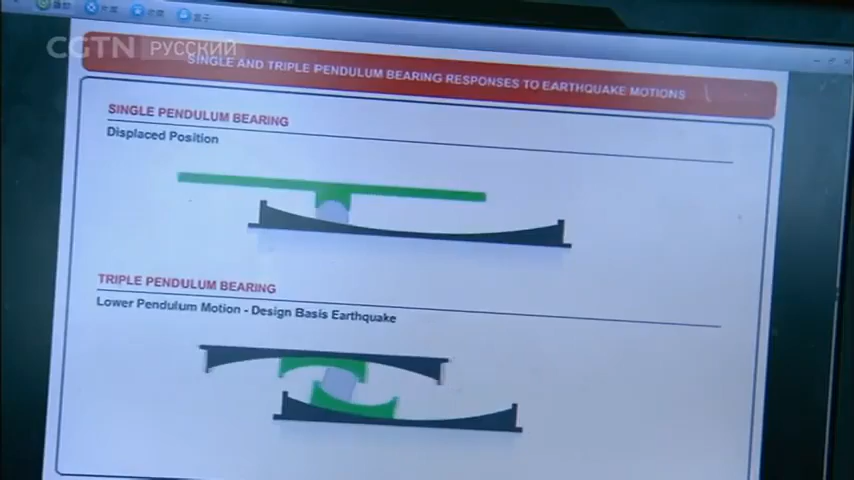 CGTN РУССКИЙ
SINGLE AND TRIPLE PENDULUM BEARING RESPONSES TO EARTHQUAKE MOTIONS
SINGLE PENDULUM BEARING
Displaced Position
TRIPLE PENDULUM BEARING
Lower Pendulum Motion - Design Basis Earthquake